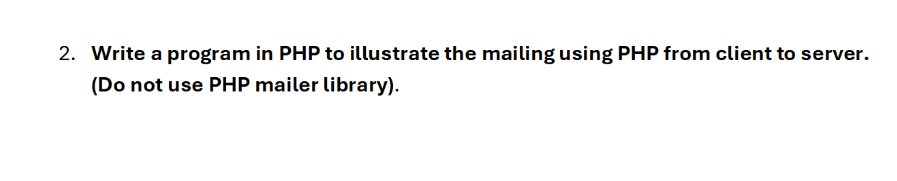 2. Write a program in PHP to illustrate the mailing using PHP from client to server.
(Do not use PHP mailer library).